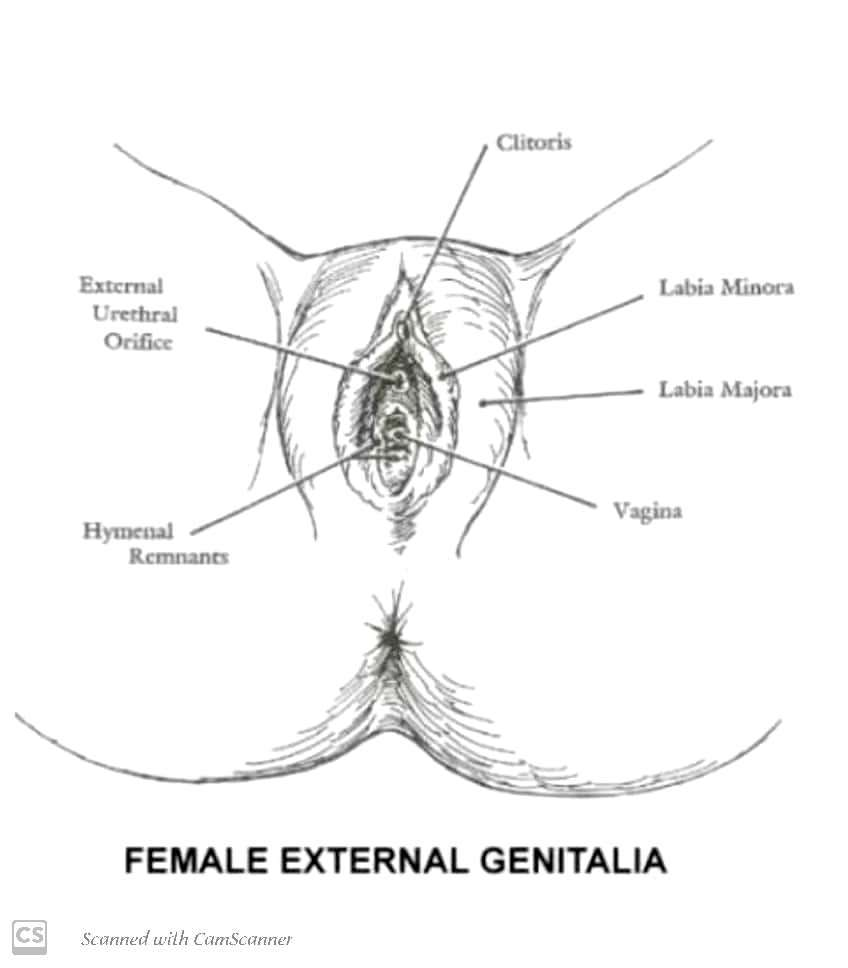 Clitoris
External
Urethral
Orifice
Labia Minora
Labia Majora
Vagina
Hymenal
Remnants
FEMALE EXTERNAL GENITALIA
CS
Scanned with CamScanner